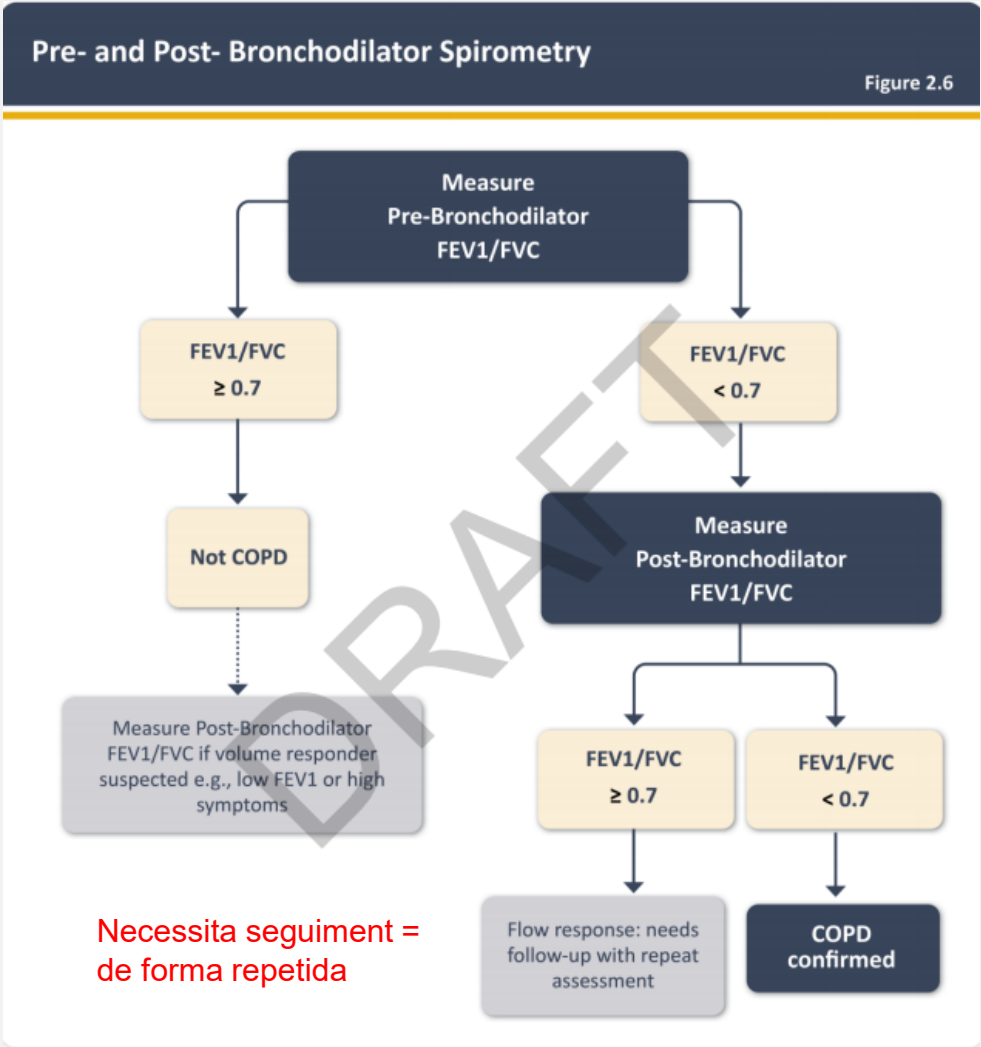 Pre- and Post- Bronchodilator Spirometry
Figure 2.6
Measure
Pre-Bronchodilator
FEV1/FVC
FEV1/FVC
≥ 0.7
FEV1/FVC
< 0.7
Not COPD
Measure
Post-Bronchodilator
FEV1/FVC
Measure Post-Bronchodilator
FEV1/FVC if volume responder
suspected e.g., low FEV1 or high
symptoms
FEV1/FVC
≥ 0.7
FEV1/FVC
< 0.7
Flow response: needs
follow-up with repeat
assessment
COPD
confirmed
Necessita seguiment =
de forma repetida
DRAFT